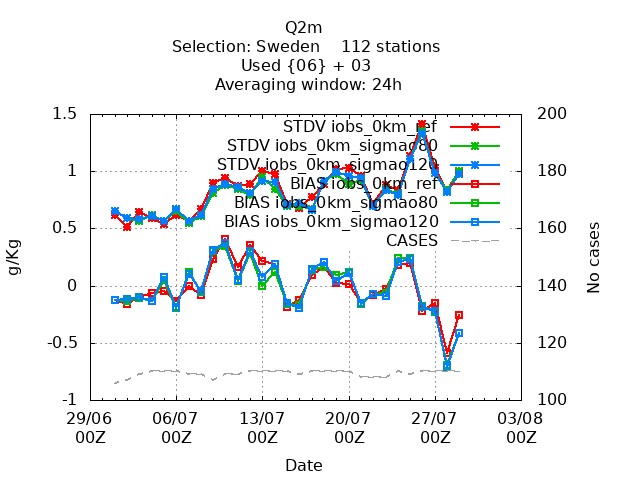 Q2m
Selection: Sweden    112 stations
Used {06} + 03
Averaging window: 24h
1.5
1
0.5
0
-0.5
-1
g/Kg
200
180
160
140
120
100
No cases
STDV iobs_0km_ref
STDV iobs_0km_sigmao80
STDV iobs_0km_sigmao120
BIAS iobs_0km_ref
BIAS iobs_0km_sigmao80
BIAS iobs_0km_sigmao120
CASES
29/06 06/07 13/07 20/07 27/07 03/08
00Z 00Z 00Z 00Z 00Z 00Z
Date